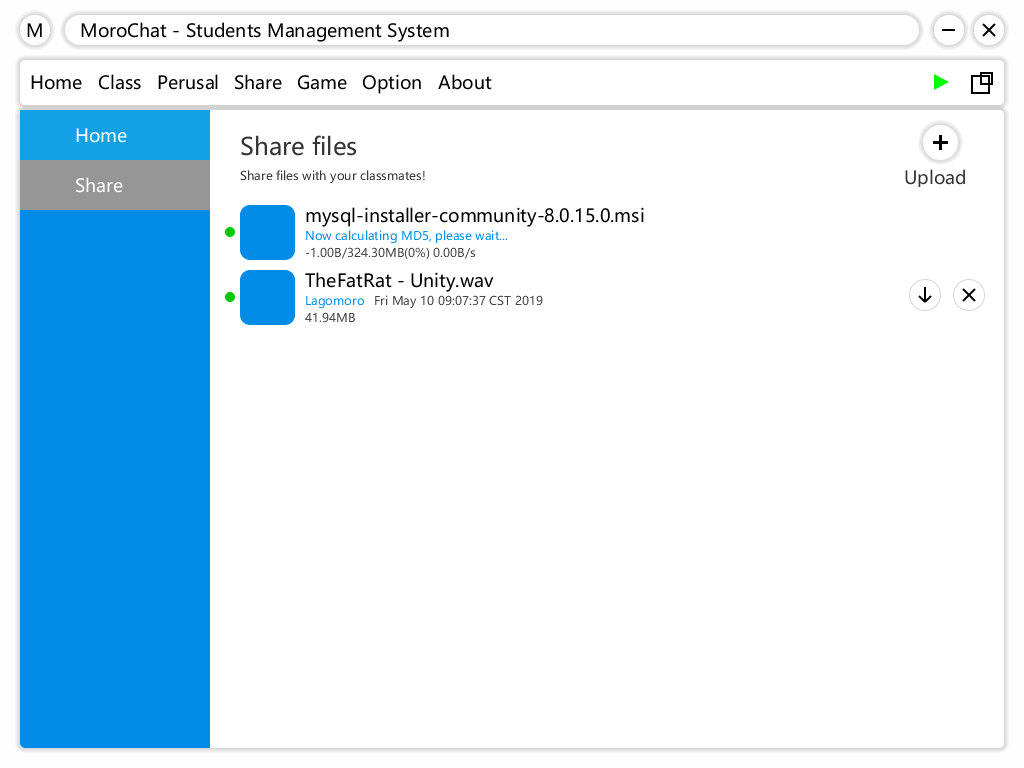 M
MoroChat - Students Management System
Home Class Perusal Share Game Option About
Home
Share
Share files
Share files with your classmates!
Upload
mysql-installer-community-8.0.15.0.msi
Now calculating MD5, please wait...
-1.00B/324.30MB(0%) 0.00B/s
TheFatRat - Unity.wav
Lagomoro Fri May 10 09:07:37 CST 2019
41.94MB